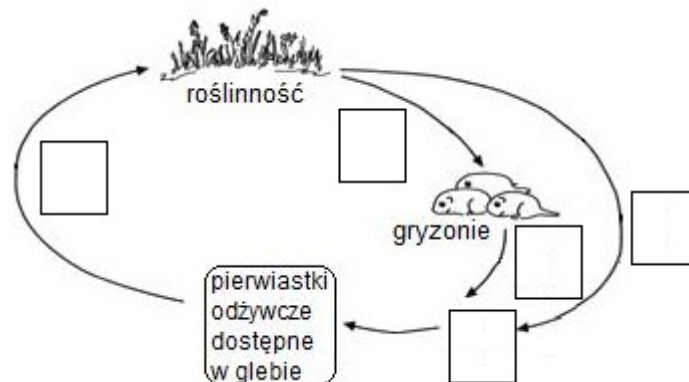 roślinność
gryzonie
pierwiastki
odżywcze
dostępne
w glebie